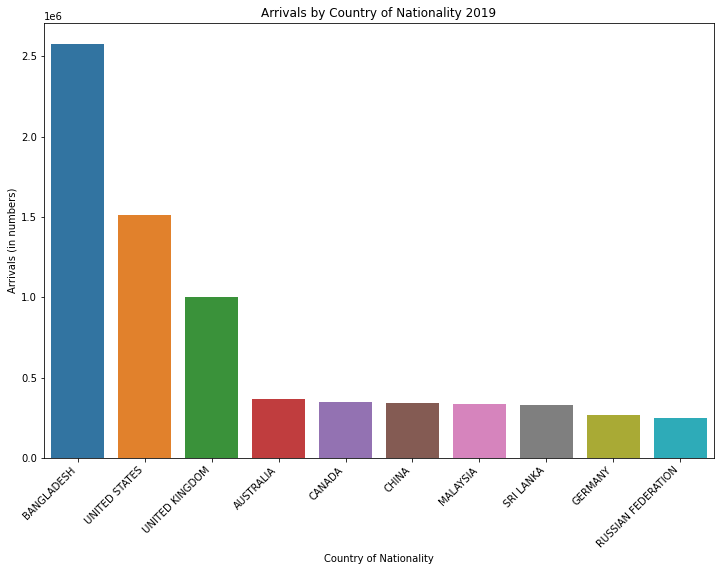 Arrivals by Country of Nationality 2019
1e6
2.5
2.0
1.5
1.0
0.5
0.0
Arrivals (in numbers)
BANGLADESH
UNITED STATES
UNITED KINGDOM
AUSTRALIA
CANADA
CHINA
MALAYSIA
SRI LANKA
GERMANY
RUSSIAN FEDERATION
Country of Nationality